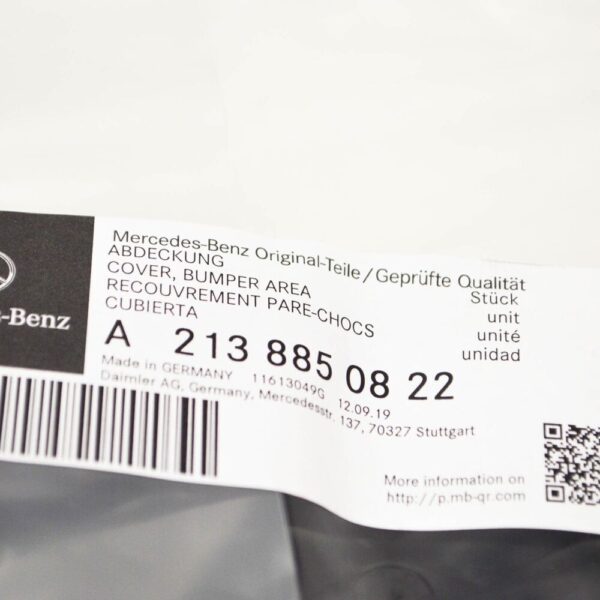 Mercedes-Benz Original-Teile/Geprüfte Qualität
ABDECKUNG Stück
COVER, BUMPER AREA unit
RECOUVREMENT PARE-CHOCS unité
CUBIERTA unidad
-Benz
A 213 885 08 22
Made in GERMANY 11613049G 12.09.19
Daimler AG, Germany, Mercedesstr. 137, 70327 Stuttgart
More information on
http://p.mb-qr.com